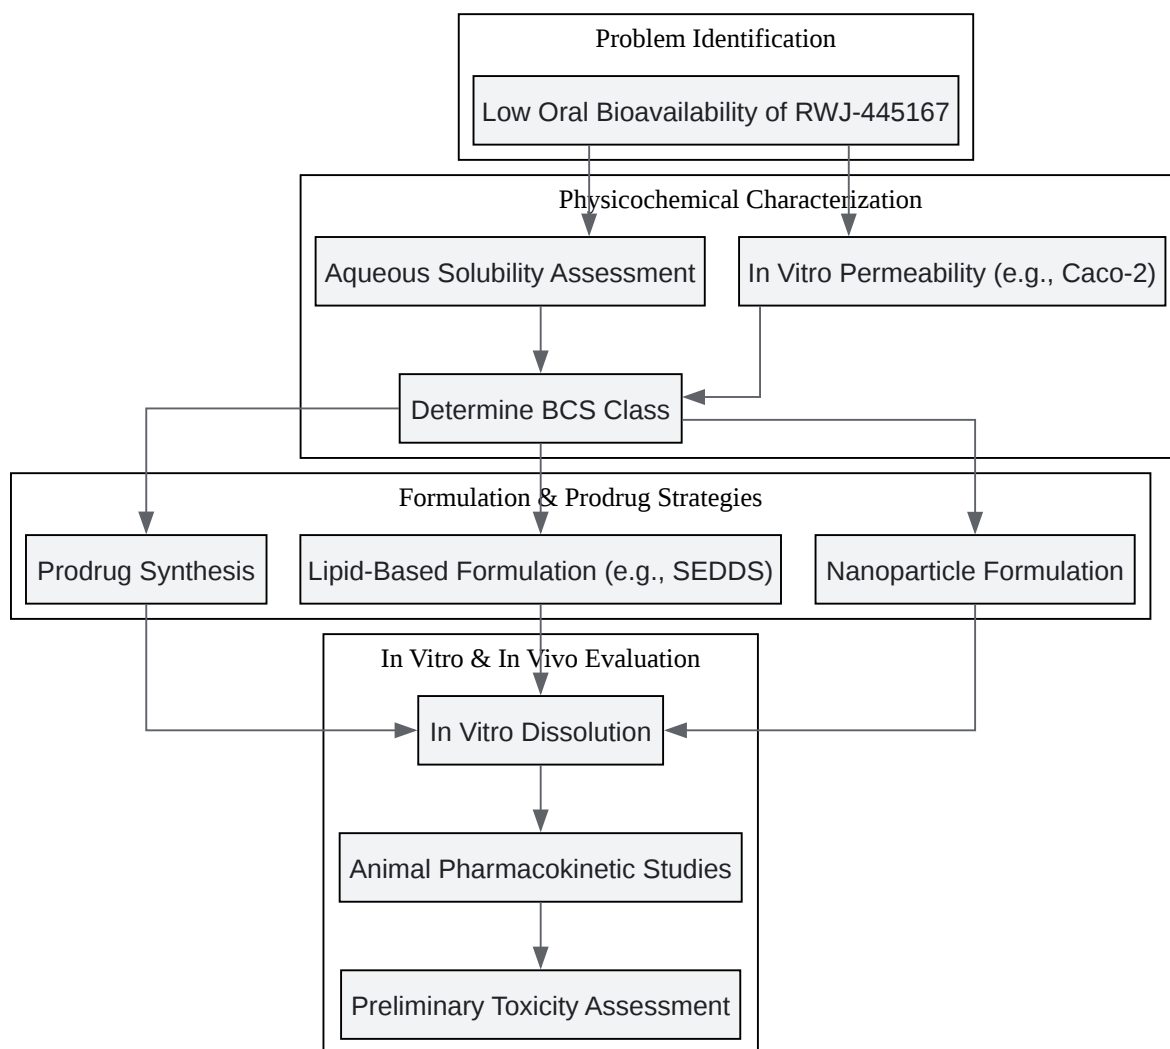 Problem Identification
Low Oral Bioavailability of RWJ-445167
Physicochemical Characterization
Aqueous Solubility Assessment
In Vitro Permeability (e.g., Caco-2)
Determine BCS Class
Formulation & Prodrug Strategies
Prodrug Synthesis
Lipid-Based Formulation (e.g., SEDDS)
Nanoparticle Formulation
In Vitro & In Vivo Evaluation
In Vitro Dissolution
Animal Pharmacokinetic Studies
Preliminary Toxicity Assessment